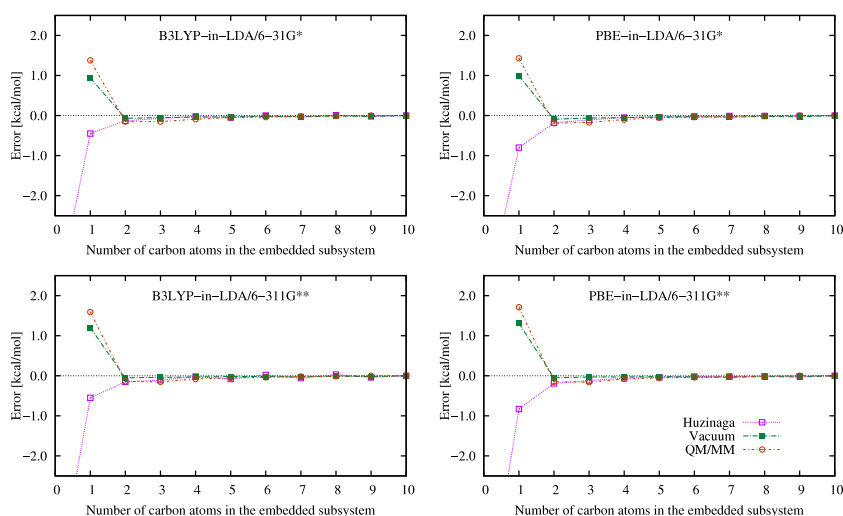 B3LYP−in−LDA/6−31G*
2.0
1.0
0.0
−1.0
−2.0
Error [kcal/mol]
0 1 2 3 4 5 6 7 8 9 10
Number of carbon atoms in the embedded subsystem
PBE−in−LDA/6−31G*
2.0
1.0
0.0
−1.0
−2.0
Error [kcal/mol]
0 1 2 3 4 5 6 7 8 9 10
Number of carbon atoms in the embedded subsystem
B3LYP−in−LDA/6−311G**
2.0
1.0
0.0
−1.0
−2.0
Error [kcal/mol]
0 1 2 3 4 5 6 7 8 9 10
Number of carbon atoms in the embedded subsystem
PBE−in−LDA/6−311G**
2.0
1.0
0.0
−1.0
−2.0
Error [kcal/mol]
Huzinaga
Vacuum
QM/MM
0 1 2 3 4 5 6 7 8 9 10
Number of carbon atoms in the embedded subsystem